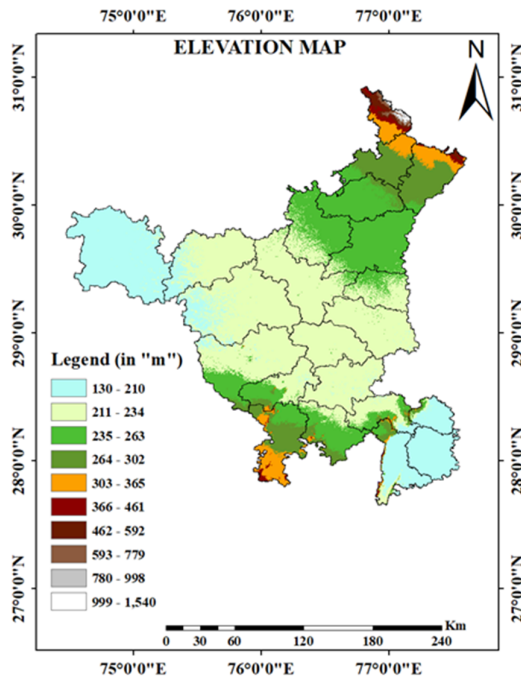 75°0'0"E 76°0'0"E 77°0'0"E
ELEVATION MAP
N
31°0'0"N 31°0'0"N
30°0'0"N 30°0'0"N
29°0'0"N 29°0'0"N
28°0'0"N 28°0'0"N
27°0'0"N 27°0'0"N
Legend (in "m")
130 - 210
211 - 234
235 - 263
264 - 302
303 - 365
366 - 461
462 - 592
593 - 779
780 - 998
999 - 1,540
Km
0 30 60 120 180 240
75°0'0"E 76°0'0"E 77°0'0"E